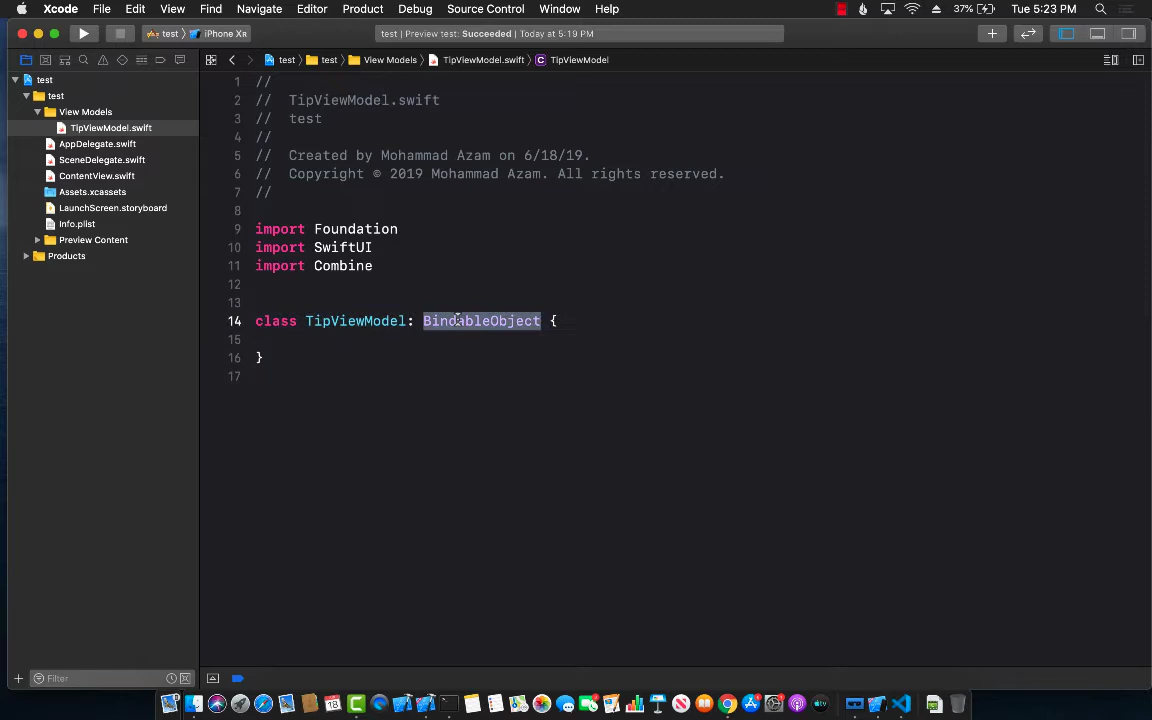 Xcode File Edit View Find Navigate Editor Product Debug Source Control Window Help 37% Tue 5:23 PM
test iPhone XR test | Preview test: Succeeded | Today at 5:19 PM
test test View Models TipViewModel.swift C TipViewModel
test
test
View Models
TipViewModel.swift
AppDelegate.swift
SceneDelegate.swift
ContentView.swift
Assets.xcassets
LaunchScreen.storyboard
Info.plist
Preview Content
Products
1 //
2 // TipViewModel.swift
3 // test
4 //
5 // Created by Mohammad Azam on 6/18/19.
6 // Copyright © 2019 Mohammad Azam. All rights reserved.
7 //
8
9 import Foundation
10 import SwiftUI
11 import Combine
12
13
14 class TipViewModel: BindableObject {
15
16 }
17
Filter
18